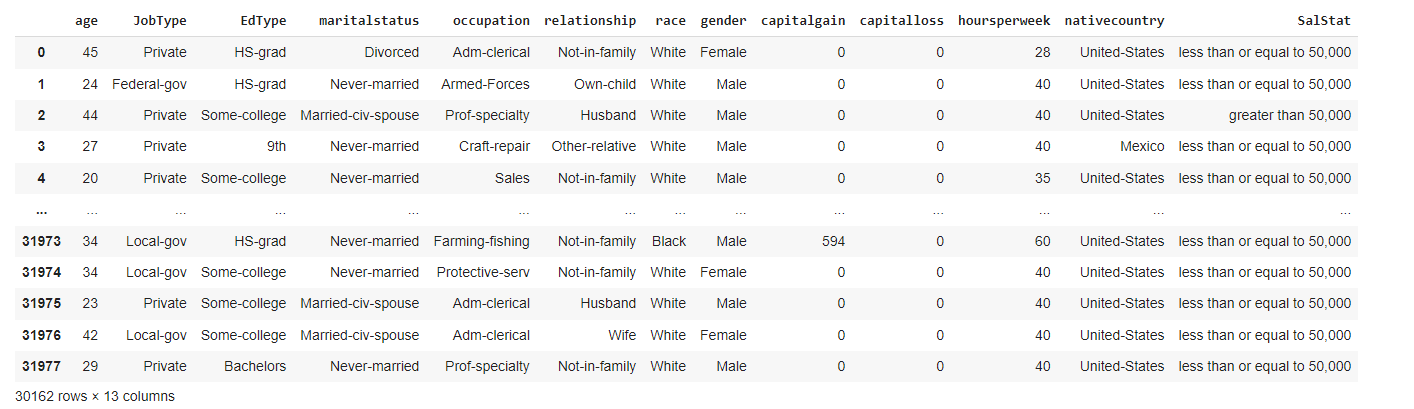 age JobType EdType maritalstatus occupation relationship race gender capitalgain capitalloss hoursperweek nativecountry SalStat
0 45 Private HS-grad Divorced Adm-clerical Not-in-family White Female 0 0 28 United-States less than or equal to 50,000
1 24 Federal-gov HS-grad Never-married Armed-Forces Own-child White Male 0 0 40 United-States less than or equal to 50,000
2 44 Private Some-college Married-civ-spouse Prof-specialty Husband White Male 0 0 40 United-States greater than 50,000
3 27 Private 9th Never-married Craft-repair Other-relative White Male 0 0 40 Mexico less than or equal to 50,000
4 20 Private Some-college Never-married Sales Not-in-family White Male 0 0 35 United-States less than or equal to 50,000
... ... ... ... ... ... ... ... ... ... ... ... ... ...
31973 34 Local-gov HS-grad Never-married Farming-fishing Not-in-family Black Male 594 0 60 United-States less than or equal to 50,000
31974 34 Local-gov Some-college Never-married Protective-serv Not-in-family White Female 0 0 40 United-States less than or equal to 50,000
31975 23 Private Some-college Married-civ-spouse Adm-clerical Husband White Male 0 0 40 United-States less than or equal to 50,000
31976 42 Local-gov Some-college Married-civ-spouse Adm-clerical Wife White Female 0 0 40 United-States less than or equal to 50,000
31977 29 Private Bachelors Never-married Prof-specialty Not-in-family White Male 0 0 40 United-States less than or equal to 50,000
30162 rows × 13 columns